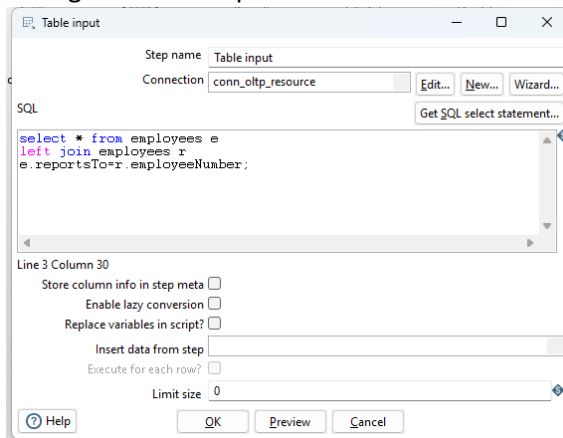 Table input
Step name Table input
Connection conn_oltp_resource Edit... New... Wizard...
SQL Get SQL select statement...
select * from employees e
left join employees r
e.reportsTo=r.employeeNumber;
Line 3 Column 30
Store column info in step meta
Enable lazy conversion
Replace variables in script?
Insert data from step
Execute for each row?
Limit size 0
Help OK Preview Cancel